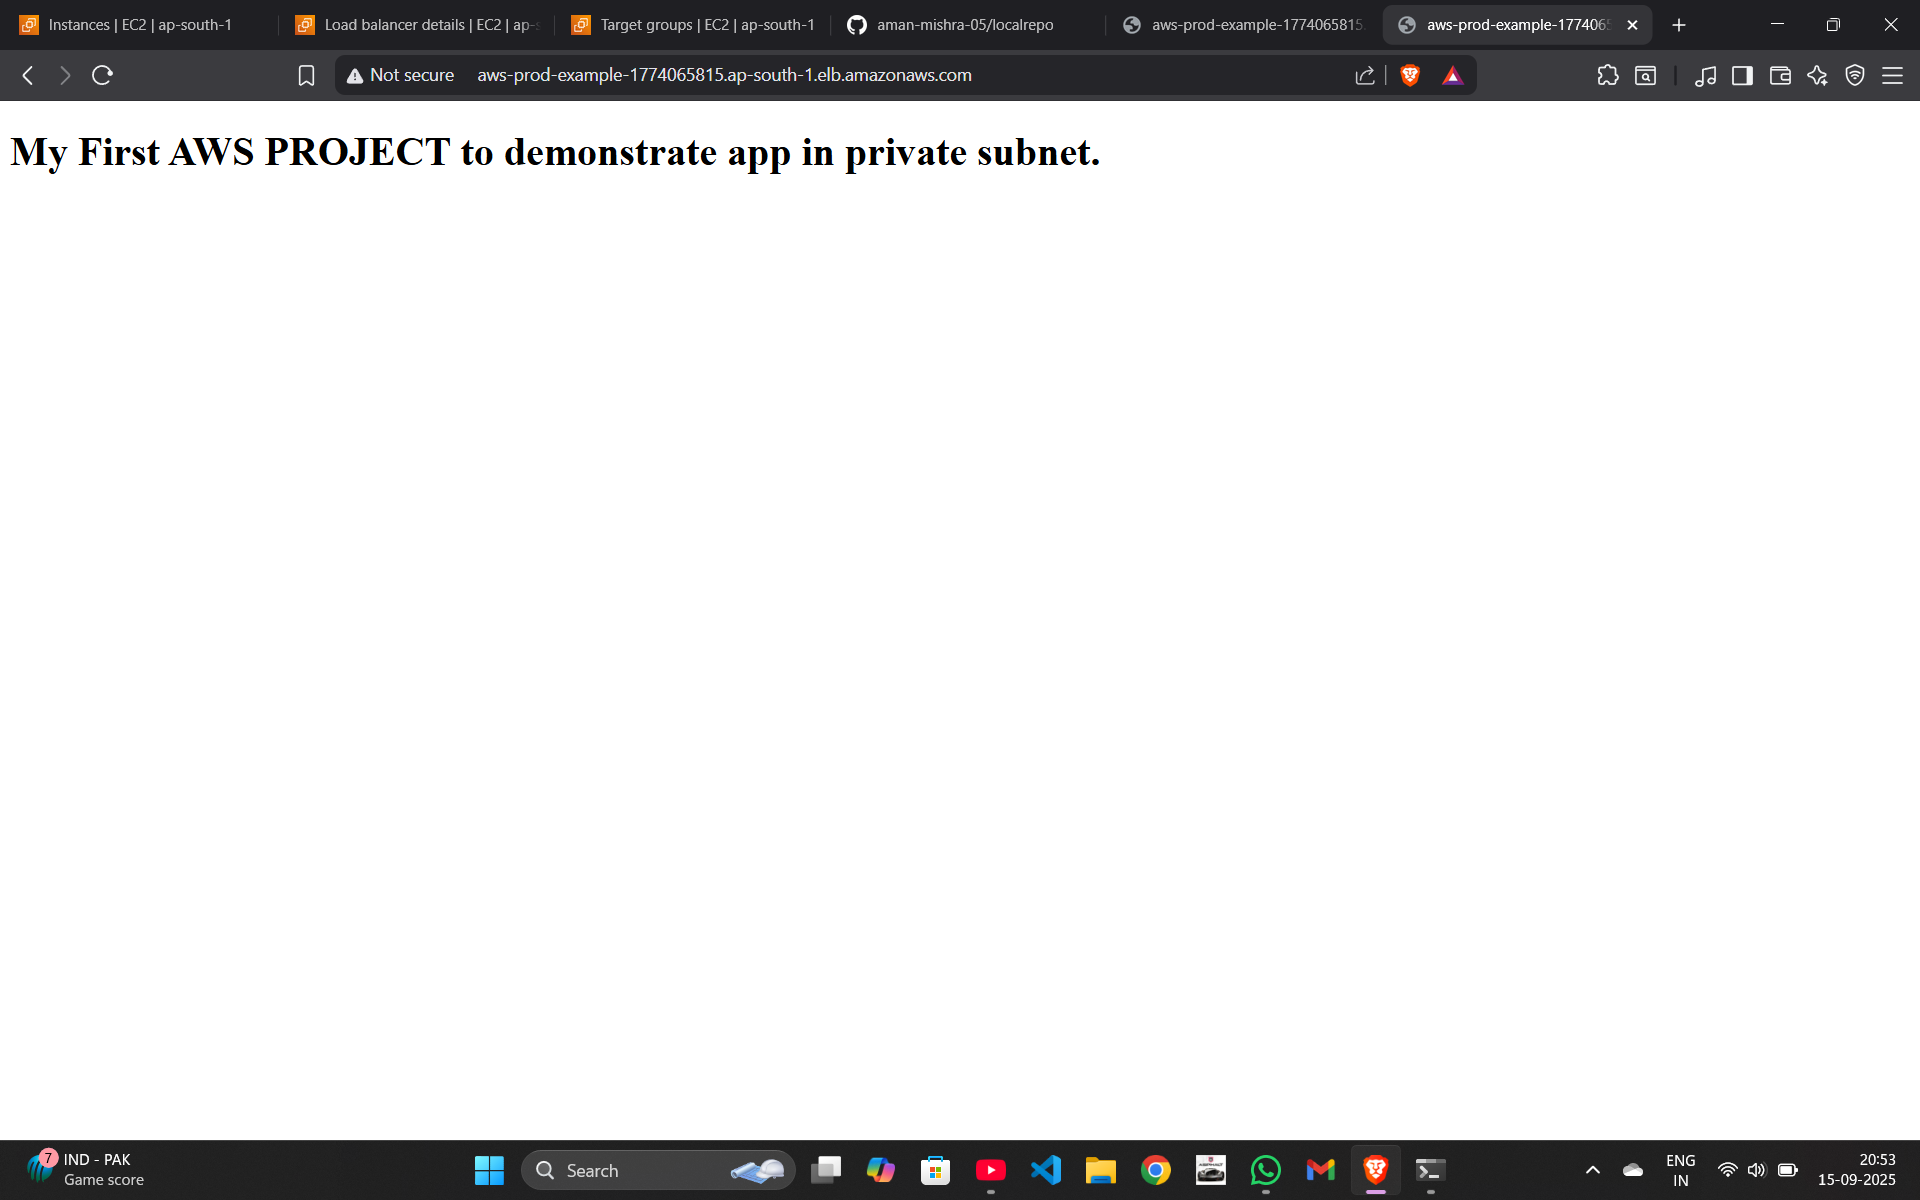 Instances | EC2 | ap-south-1
Load balancer details | EC2 | ap-s
Target groups | EC2 | ap-south-1
aman-mishra-05/localrepo
aws-prod-example-1774065815.
aws-prod-example-1774065
Not secure
aws-prod-example-1774065815.ap-south-1.elb.amazonaws.com
My First AWS PROJECT to demonstrate app in private subnet.
7
IND - PAK
Game score
Search
ENG
IN
20:53
15-09-2025